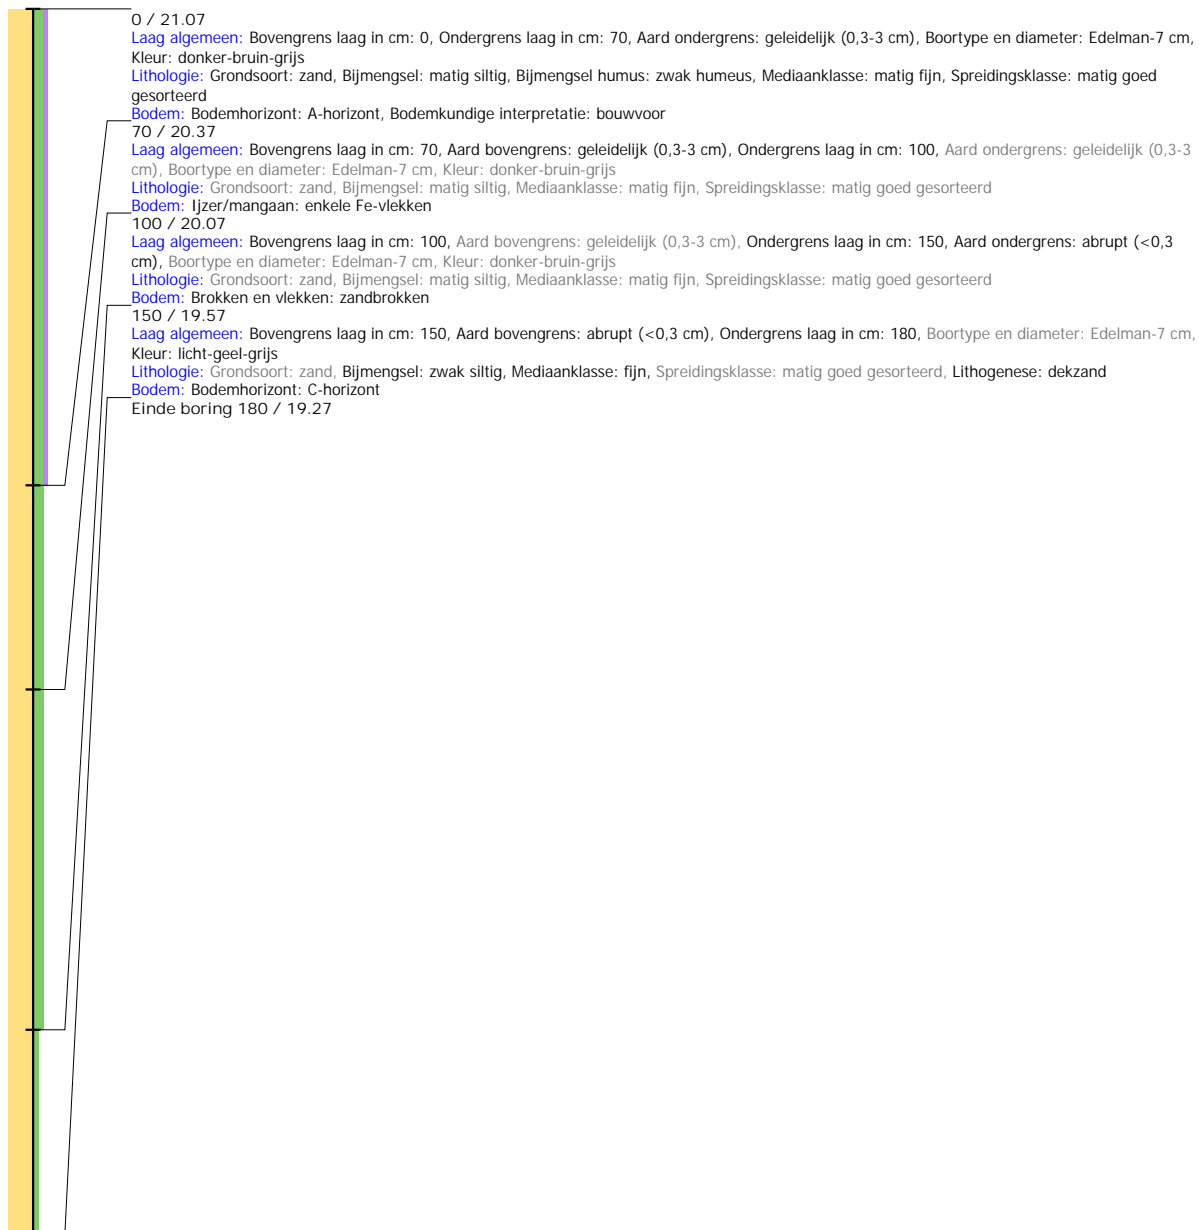 0 / 21.07
Laag algemeen: Bovengrens laag in cm: 0, Ondergrens laag in cm: 70, Aard ondergrens: geleidelijk (0,3-3 cm), Boortype en diameter: Edelman-7 cm,
Kleur: donker-bruin-grijs
Lithologie: Grondsoort: zand, Bijmengsel: matig siltig, Bijmengsel humus: zwak humeus, Mediaanklasse: matig fijn, Spreidingsklasse: matig goed
gesorteerd
Bodem: Bodemhorizont: A-horizont, Bodemkundige interpretatie: bouwvoor
70 / 20.37
Laag algemeen: Bovengrens laag in cm: 70, Aard bovengrens: geleidelijk (0,3-3 cm), Ondergrens laag in cm: 100, Aard ondergrens: geleidelijk (0,3-3
cm), Boortype en diameter: Edelman-7 cm, Kleur: donker-bruin-grijs
Lithologie: Grondsoort: zand, Bijmengsel: matig siltig, Mediaanklasse: matig fijn, Spreidingsklasse: matig goed gesorteerd
Bodem: Ijzer/mangaan: enkele Fe-vlekken
100 / 20.07
Laag algemeen: Bovengrens laag in cm: 100, Aard bovengrens: geleidelijk (0,3-3 cm), Ondergrens laag in cm: 150, Aard ondergrens: abrupt (<0,3
cm), Boortype en diameter: Edelman-7 cm, Kleur: donker-bruin-grijs
Lithologie: Grondsoort: zand, Bijmengsel: matig siltig, Mediaanklasse: matig fijn, Spreidingsklasse: matig goed gesorteerd
Bodem: Brokken en vlekken: zandbrokken
150 / 19.57
Laag algemeen: Bovengrens laag in cm: 150, Aard bovengrens: abrupt (<0,3 cm), Ondergrens laag in cm: 180, Boortype en diameter: Edelman-7 cm,
Kleur: licht-geel-grijs
Lithologie: Grondsoort: zand, Bijmengsel: zwak siltig, Mediaanklasse: fijn, Spreidingsklasse: matig goed gesorteerd, Lithogenese: dekzand
Bodem: Bodemhorizont: C-horizont
Einde boring 180 / 19.27